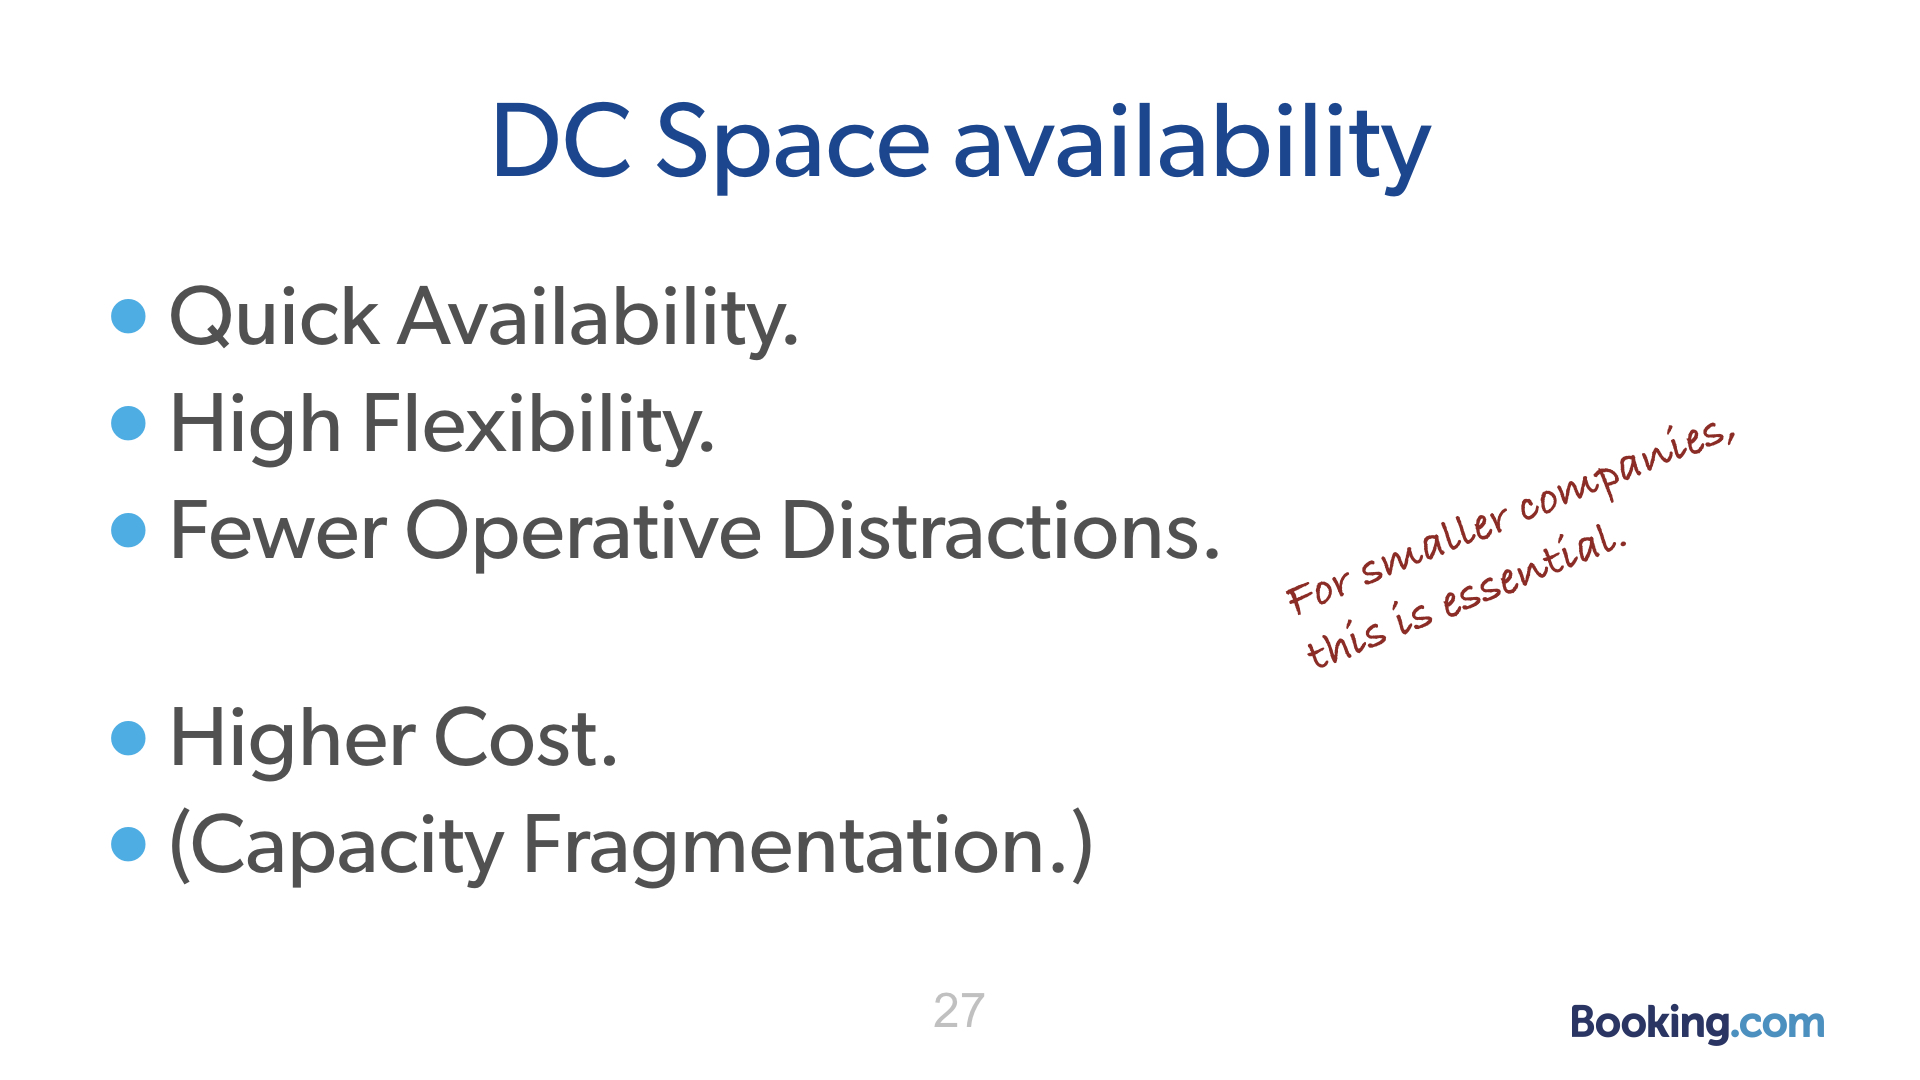 DC Space availability
Quick Availability.
High Flexibility.
Fewer Operative Distractions.
For smaller companies,
this is essential.
Higher Cost.
(Capacity Fragmentation.)
27
Booking.com